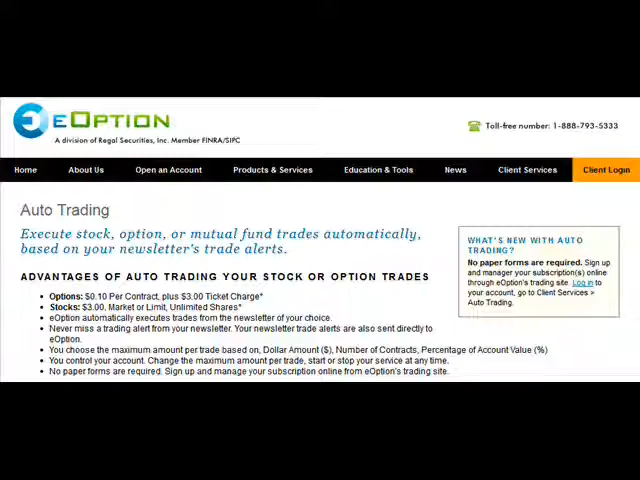 eOption
A division of Regal Securities, Inc. Member FINRA/SIPC
Toll-free number: 1-888-793-5333
Home About Us Open an Account Products & Services Education & Tools News Client Services Client Login
Auto Trading
Execute stock, option, or mutual fund trades automatically,
based on your newsletter's trade alerts.
ADVANTAGES OF AUTO TRADING YOUR STOCK OR OPTION TRADES
• Options: $0.10 Per Contract, plus $3.00 Ticket Charge*
• Stocks: $3.00, Market or Limit, Unlimited Shares*
• eOption automatically executes trades from the newsletter of your choice.
• Never miss a trading alert from your newsletter. Your newsletter trade alerts are also sent directly to
eOption.
• You choose the maximum amount per trade based on, Dollar Amount ($), Number of Contracts, Percentage of Account Value (%)
• You control your account. Change the maximum amount per trade, start or stop your service at any time.
• No paper forms are required. Sign up and manage your subscription online from eOption's trading site.
WHAT'S NEW WITH AUTO
TRADING?
No paper forms are required. Sign up
and manage your subscription(s) online
through eOption's trading site. Log in to
your account, go to Client Services >
Auto Trading.